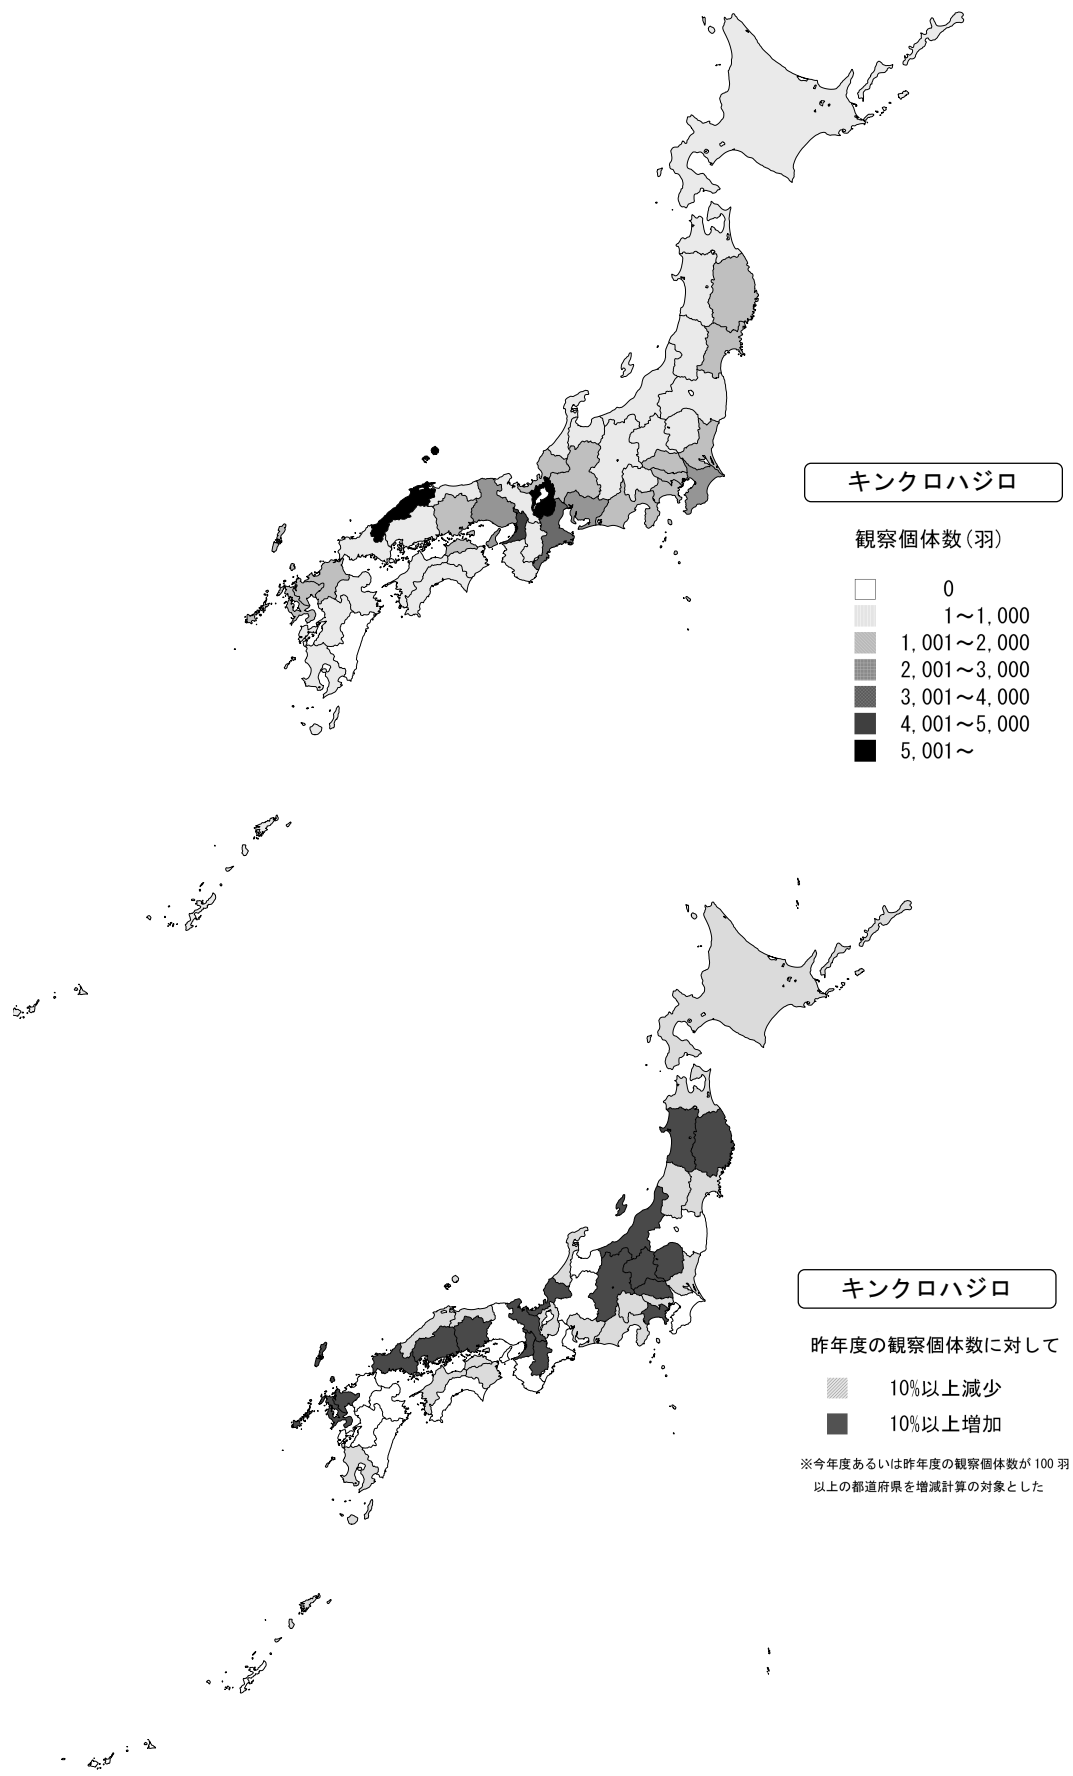 キンクロハジロ
観察個体数(羽)
0
1～1,000
1,001～2,000
2,001～3,000
3,001～4,000
4,001～5,000
5,001～
キンクロハジロ
昨年度の観察個体数に対して
10%以上減少
10%以上増加
※今年度あるいは昨年度の観察個体数が100羽
以上の都道府県を増減計算の対象とした